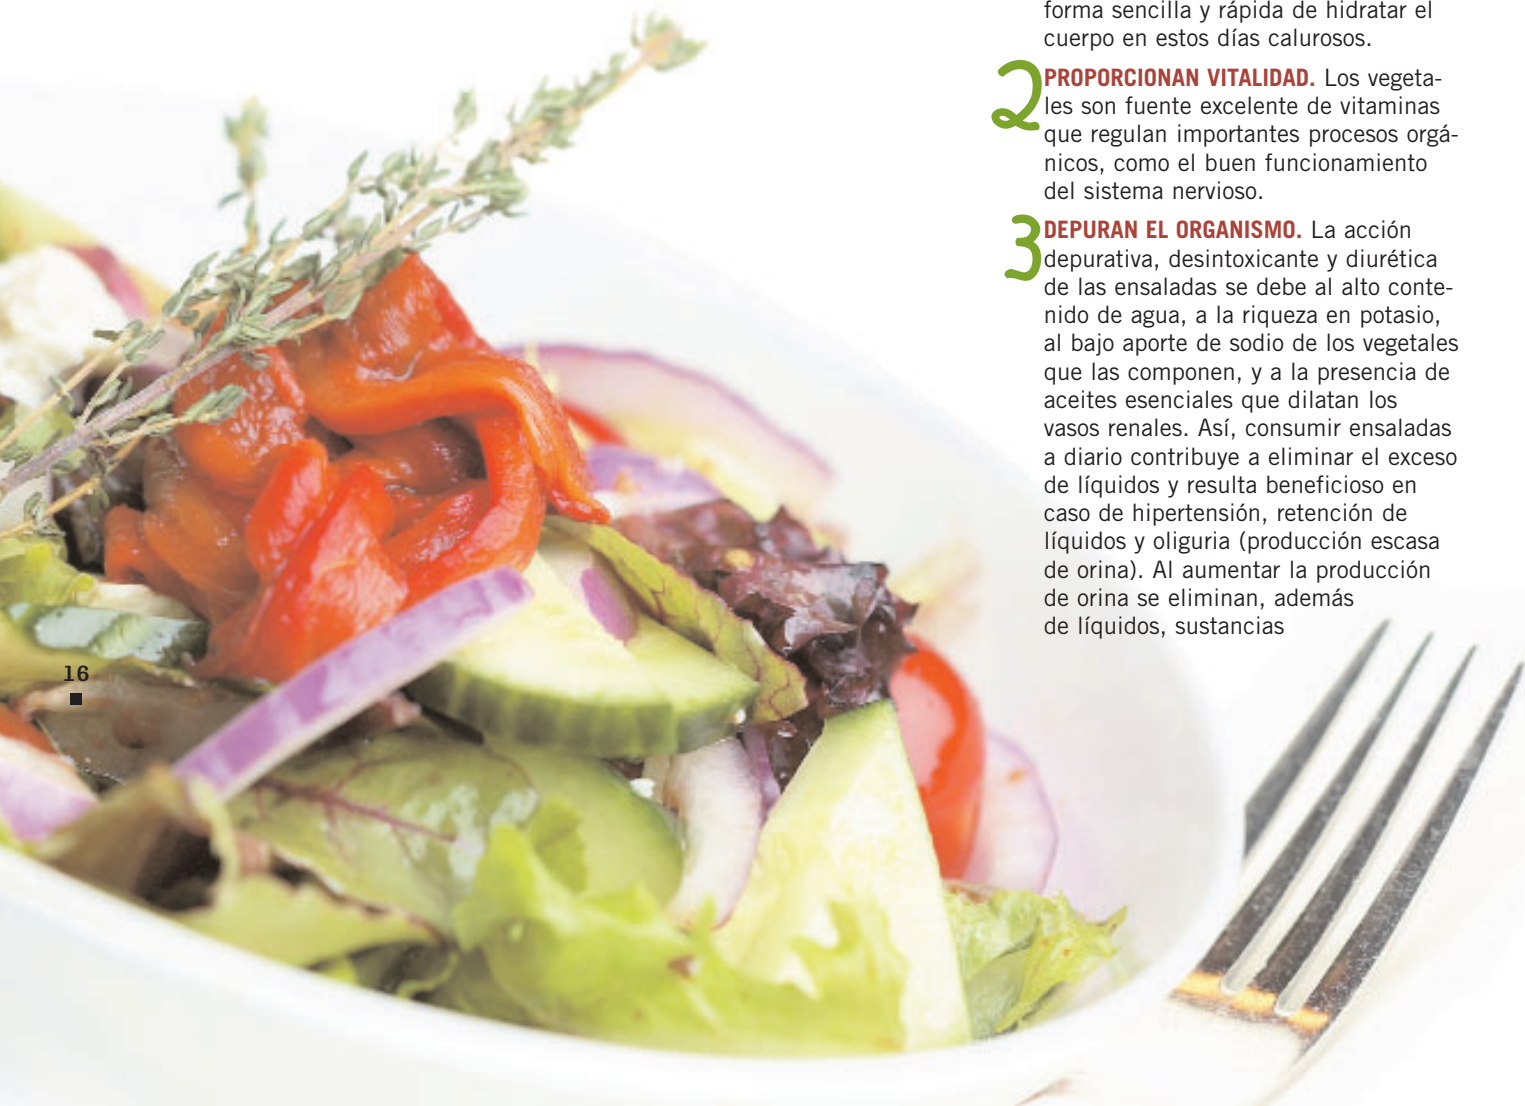 forma sencilla y rápida de hidratar el
cuerpo en estos días calurosos.
2 PROPORCIONAN VITALIDAD. Los vegeta-
les son fuente excelente de vitaminas
que regulan importantes procesos orgá-
nicos, como el buen funcionamiento
del sistema nervioso.
3 DEPURAN EL ORGANISMO. La acción
depurativa, desintoxicante y diurética
de las ensaladas se debe al alto conte-
nido de agua, a la riqueza en potasio,
al bajo aporte de sodio de los vegetales
que las componen, y a la presencia de
aceites esenciales que dilatan los
vasos renales. Así, consumir ensaladas
a diario contribuye a eliminar el exceso
de líquidos y resulta beneficioso en
caso de hipertensión, retención de
líquidos y oliguria (producción escasa
de orina). Al aumentar la producción
de orina se eliminan, además
de líquidos, sustancias
16